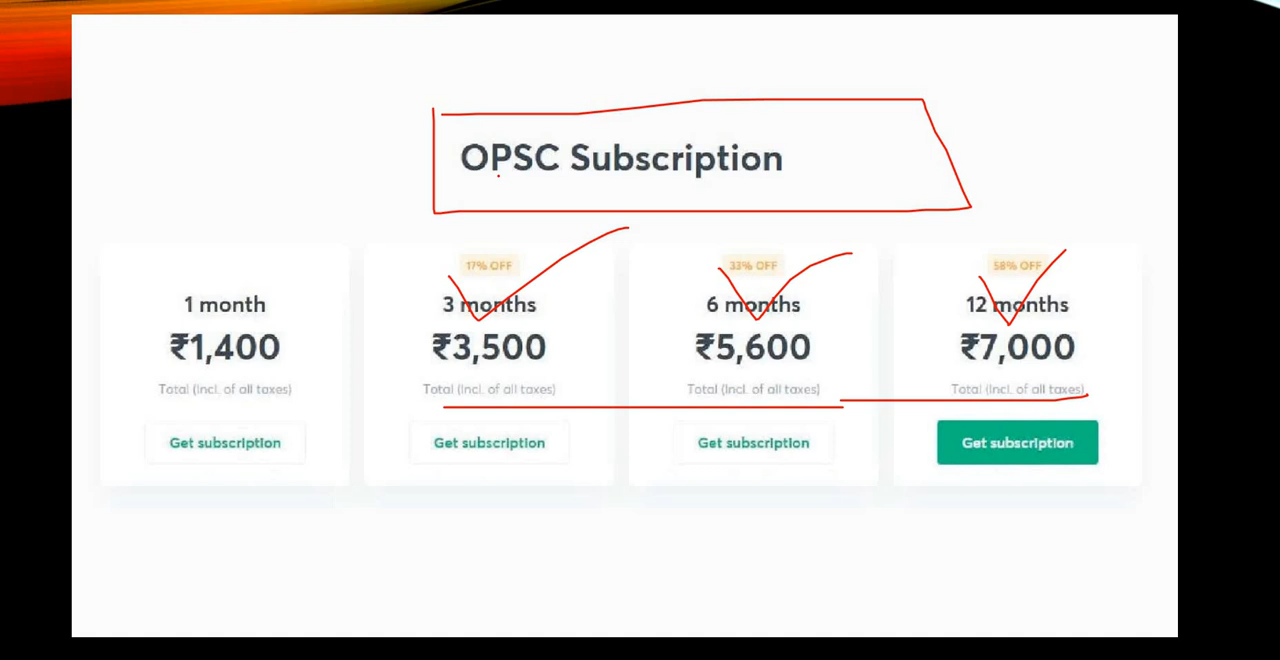 OPSC Subscription
17% OFF
33% OFF
58% OFF
1 month
3 months
6 months
12 months
₹1,400
₹3,500
₹5,600
₹7,000
Total (Incl. of all taxes)
Total (Incl. of all taxes)
Total (Incl. of all taxes)
Total (Incl. of all taxes)
Get subscription
Get subscription
Get subscription
Get subscription